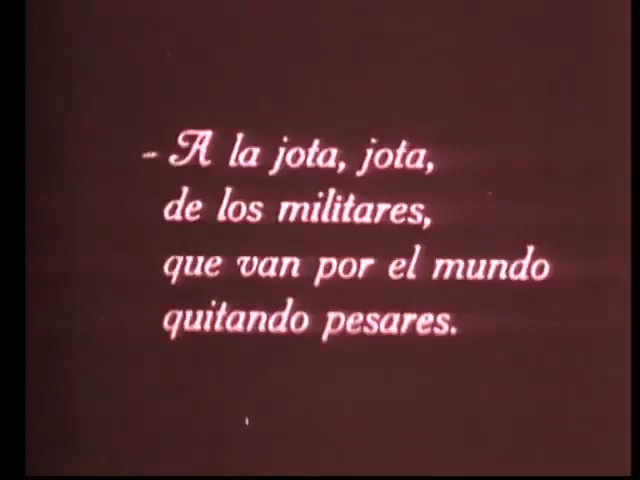 - A la jota, jota,
de los militares,
que van por el mundo
quitando pesares.